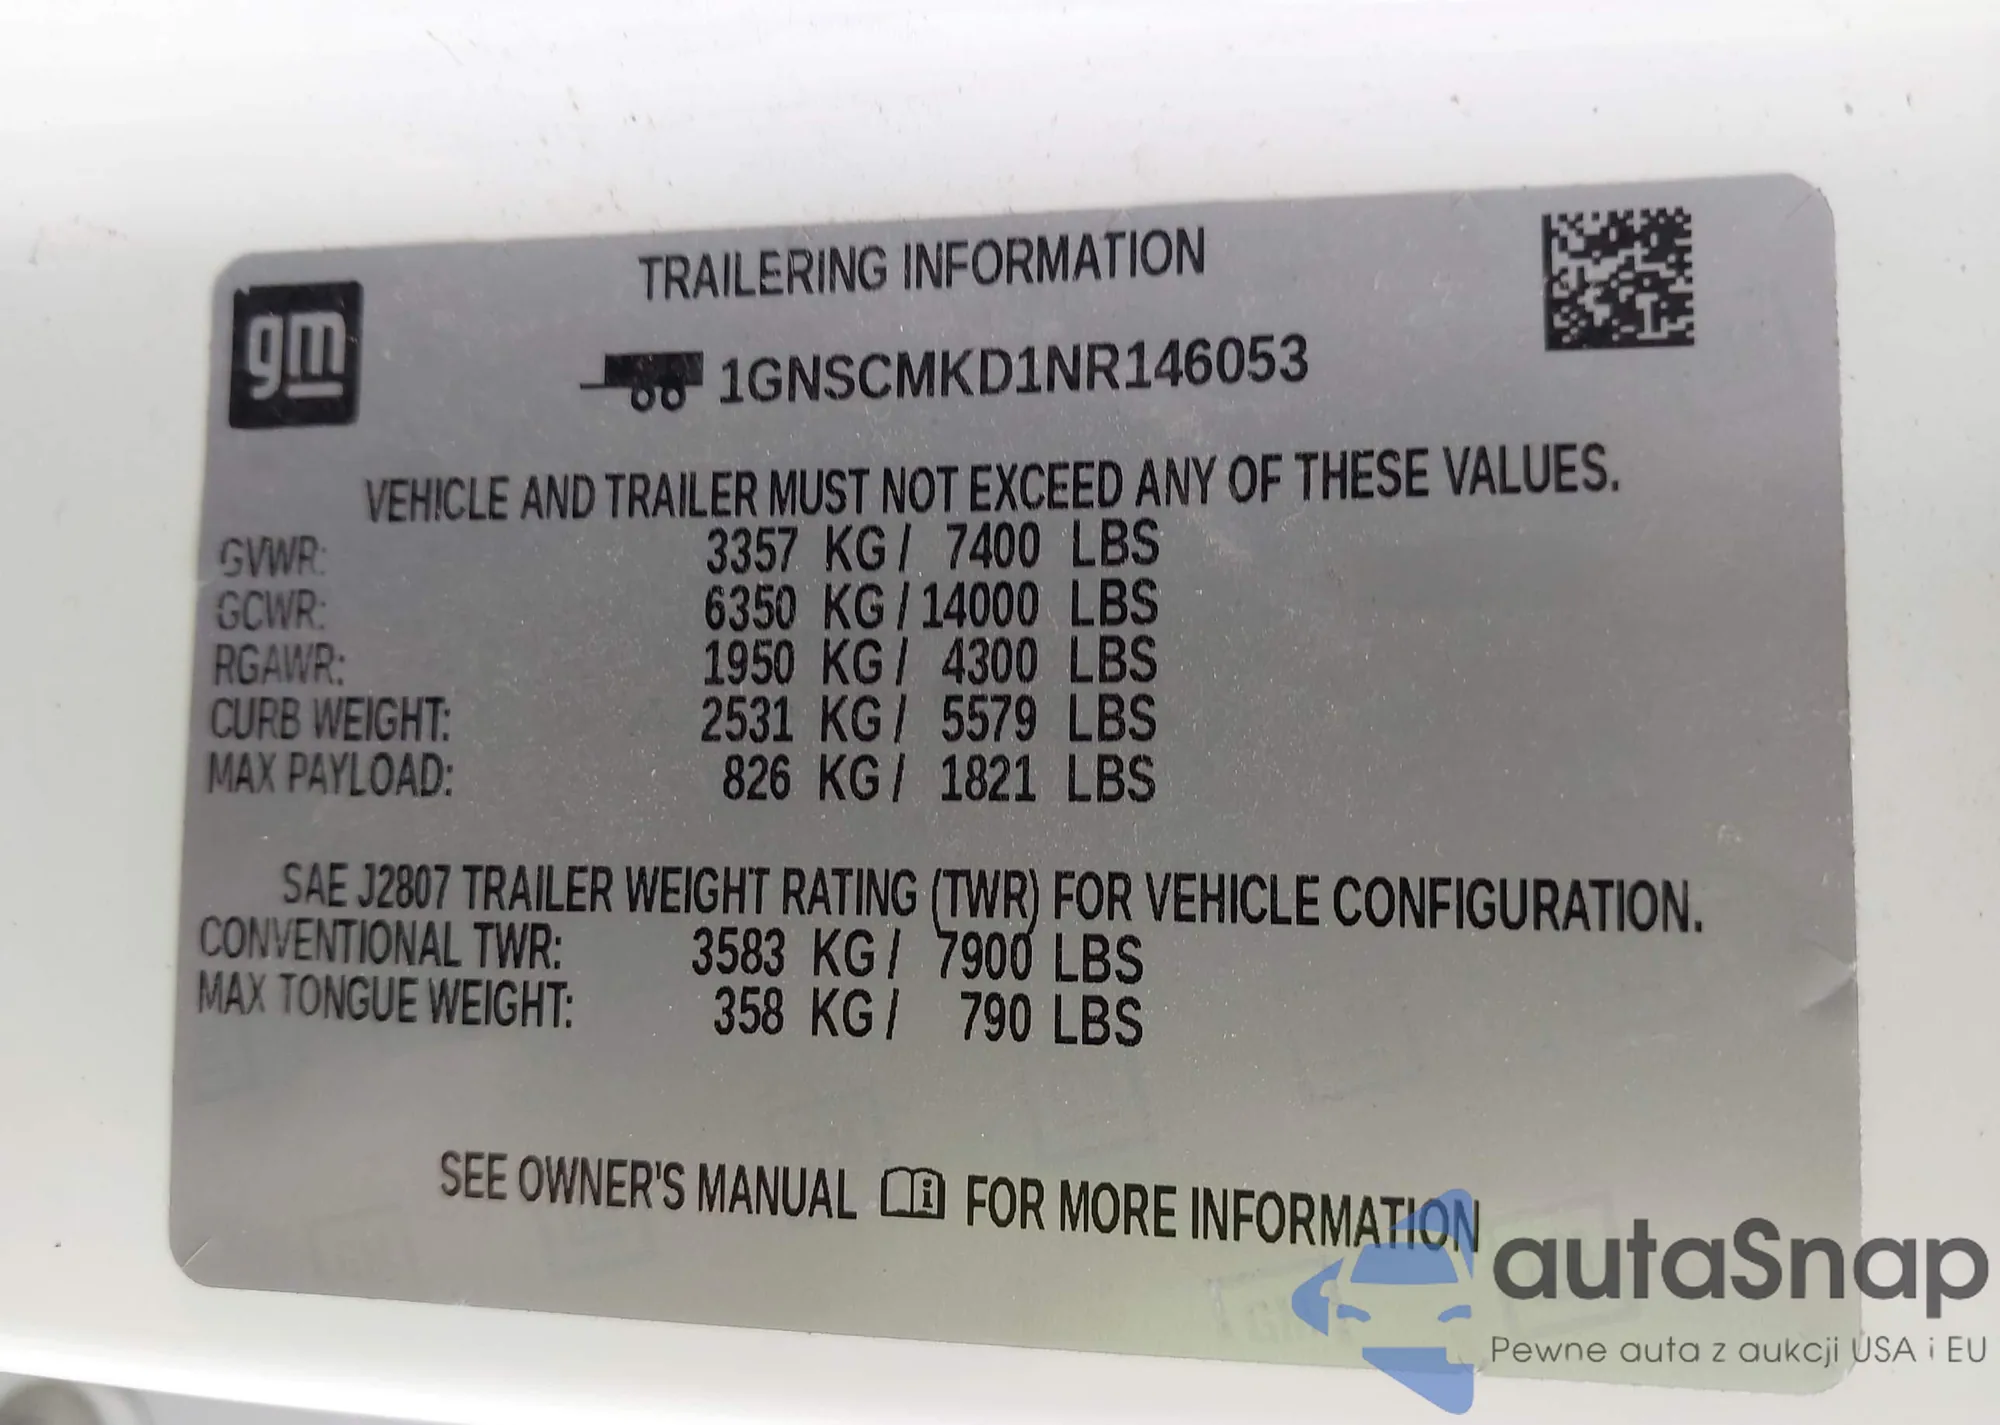 gm
TRAILERING INFORMATION
1GNSCMKD1NR146053
VEHICLE AND TRAILER MUST NOT EXCEED ANY OF THESE VALUES.
GVWR: 3357 KG / 7400 LBS
GCWR: 6350 KG / 14000 LBS
RGAWR: 1950 KG / 4300 LBS
CURB WEIGHT: 2531 KG / 5579 LBS
MAX PAYLOAD: 826 KG / 1821 LBS
SAE J2807 TRAILER WEIGHT RATING (TWR) FOR VEHICLE CONFIGURATION.
CONVENTIONAL TWR: 3583 KG / 7900 LBS
MAX TONGUE WEIGHT: 358 KG / 790 LBS
SEE OWNER'S MANUAL FOR MORE INFORMATION
autaSnap
Pewne auta z aukcji USA i EU